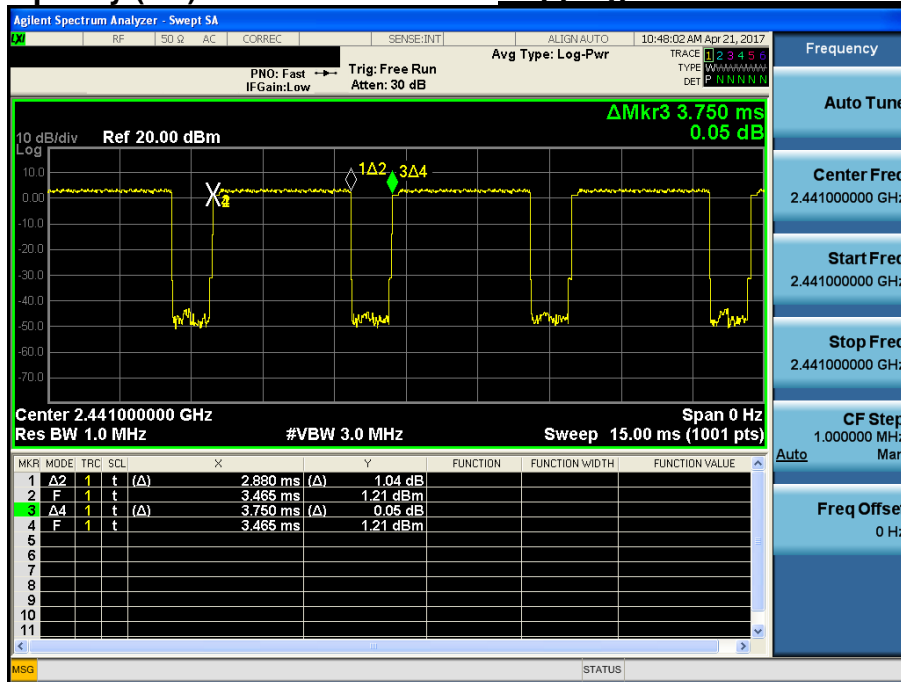 Agilent Spectrum Analyzer - Swept SA
LXI RF 50 Ω AC CORREC SENSE:INT ALIGN AUTO 10:48:02 AM Apr 21, 2017
Avg Type: Log-Pwr
TRACE 1 2 3 4 5 6
PNO: Fast
Trig: Free Run
TYPE WWWWWW
IFGain:Low
Atten: 30 dB
DET P N N N N N
ΔMkr3 3.750 ms
0.05 dB
10 dB/div Ref 20.00 dBm
Log
10.0
0.00
-10.0
-20.0
-30.0
-40.0
-50.0
-60.0
-70.0
1Δ2
3Δ4
X
Center 2.441000000 GHz Span 0 Hz
Res BW 1.0 MHz #VBW 3.0 MHz Sweep 15.00 ms (1001 pts)
MKR MODE TRC SCL X Y FUNCTION FUNCTION WIDTH FUNCTION VALUE
1 Δ2 1 t (Δ) 2.880 ms (Δ) 1.04 dB
2 F 1 t 3.465 ms 1.21 dBm
3 Δ4 1 t (Δ) 3.750 ms (Δ) 0.05 dB
4 F 1 t 3.465 ms 1.21 dBm
5
6
7
8
9
10
11
MSG STATUS
Frequency
Auto Tune
Center Freq
2.441000000 GHz
Start Freq
2.441000000 GHz
Stop Freq
2.441000000 GHz
CF Step
1.000000 MHz
Auto Man
Freq Offset
0 Hz